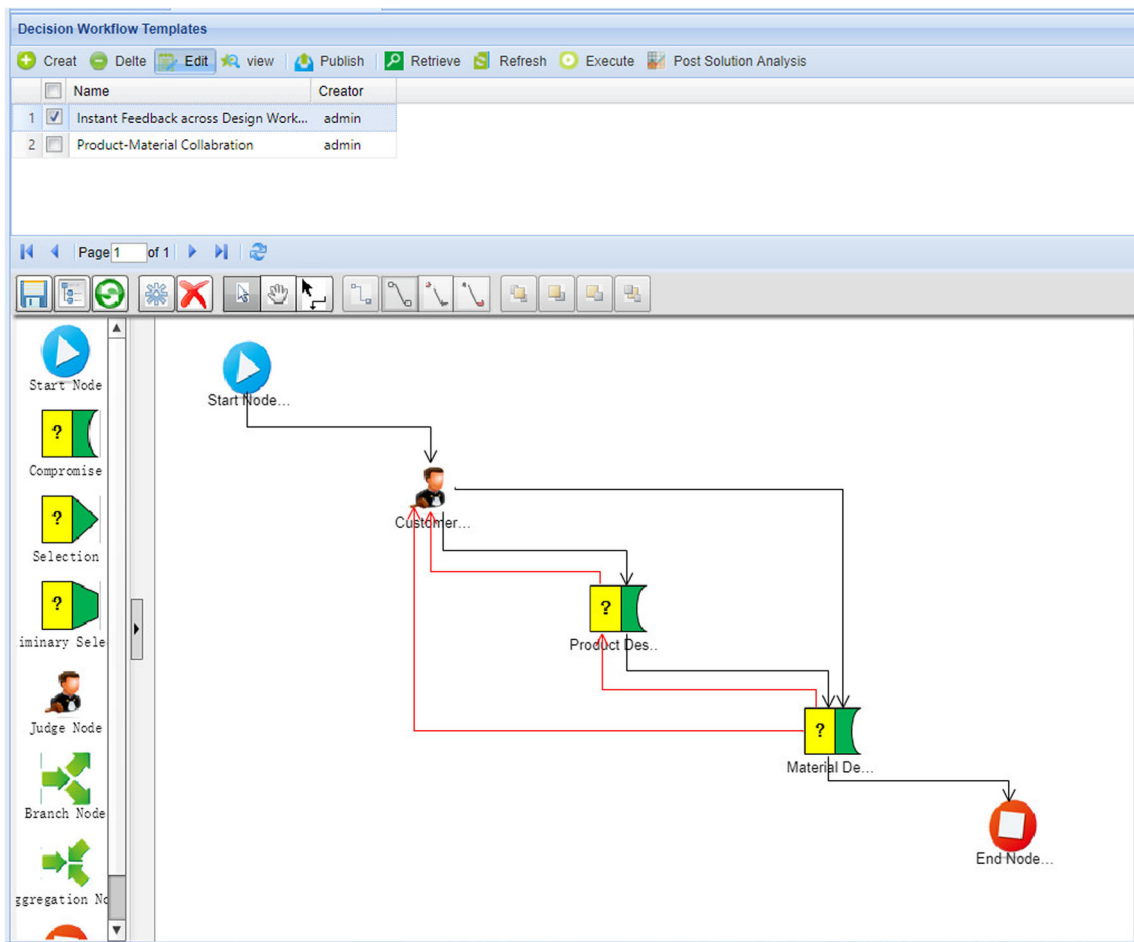 Decision Workflow Templates
Creat Delte Edit view Publish Retrieve Refresh Execute Post Solution Analysis
Name Creator
1 Instant Feedback across Design Work... admin
2 Product-Material Collabration admin
Page 1 of 1
Start Node
?
Compromise
?
Selection
?
iminary Sele
Judge Node
Branch Node
ggregation No
Start Node...
Customer...
?
Product Des..
?
Material De...
End Node...